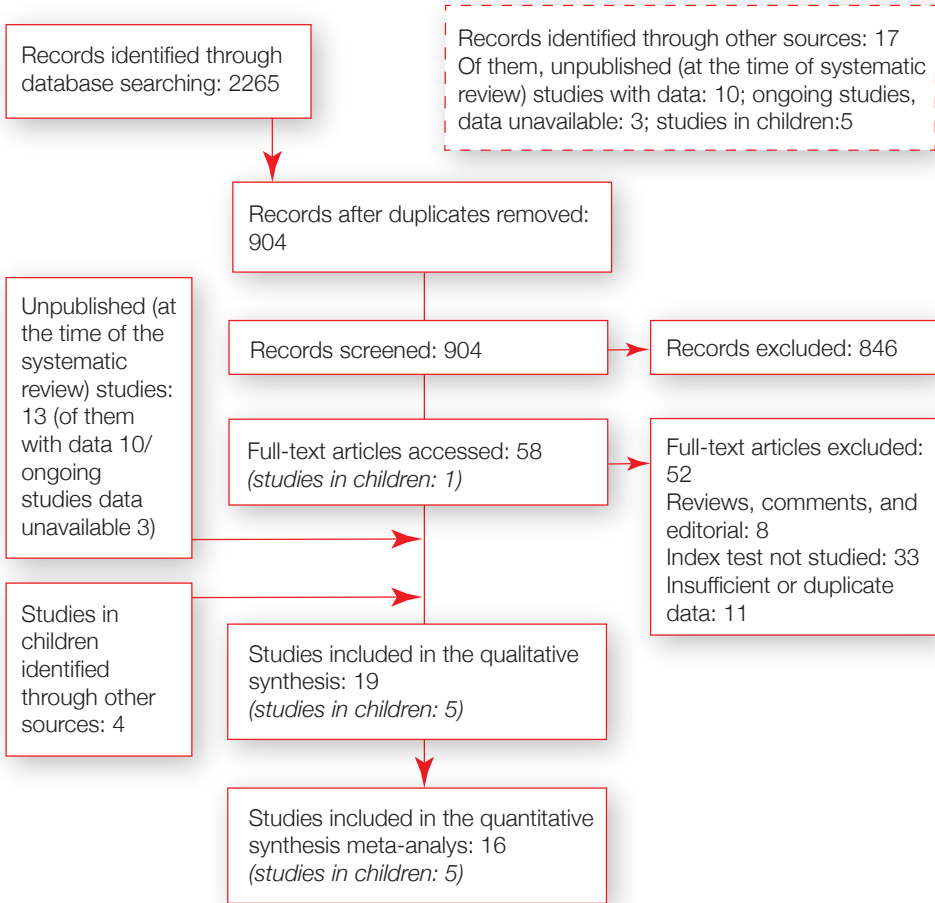 Records identified through
database searching: 2265
Records identified through other sources: 17
Of them, unpublished (at the time of systematic
review) studies with data: 10; ongoing studies,
data unavailable: 3; studies in children:5
Records after duplicates removed:
904
Unpublished (at
the time of the
systematic
review) studies:
13 (of them
with data 10/
ongoing
studies data
unavailable 3)
Records screened: 904
Records excluded: 846
Full-text articles accessed: 58
(studies in children: 1)
Full-text articles excluded:
52
Reviews, comments, and
editorial: 8
Index test not studied: 33
Insufficient or duplicate
data: 11
Studies in
children
identified
through other
sources: 4
Studies included in the qualitative
synthesis: 19
(studies in children: 5)
Studies included in the quantitative
synthesis meta-analys: 16
(studies in children: 5)